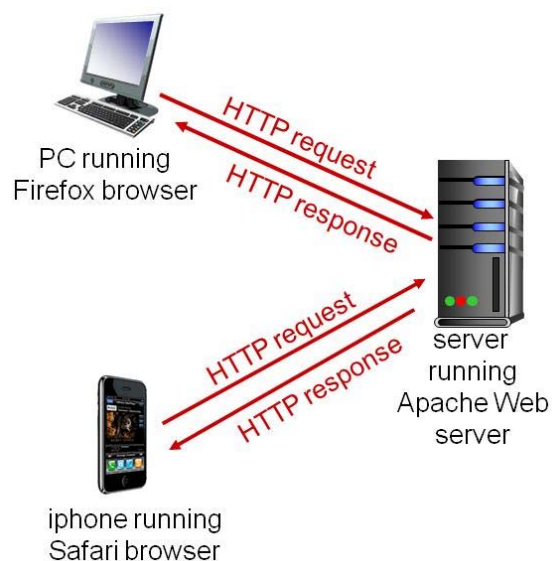 HTTP request
HTTP response
PC running
Firefox browser
HTTP request
HTTP response
server
running
Apache Web
server
iphone running
Safari browser